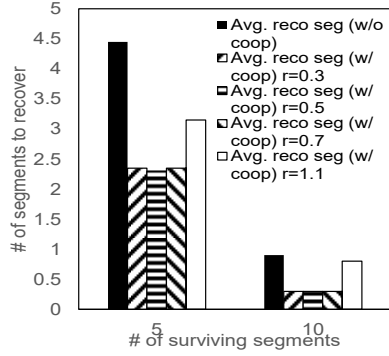 5
4.5
4
3.5
3
2.5
2
1.5
1
0.5
0
# of segments to recover
Avg. reco seg (w/o
coop)
Avg. reco seg (w/
coop) r=0.3
Avg. reco seg (w/
coop) r=0.5
Avg. reco seg (w/
coop) r=0.7
Avg. reco seg (w/
coop) r=1.1
5
10
# of surviving segments